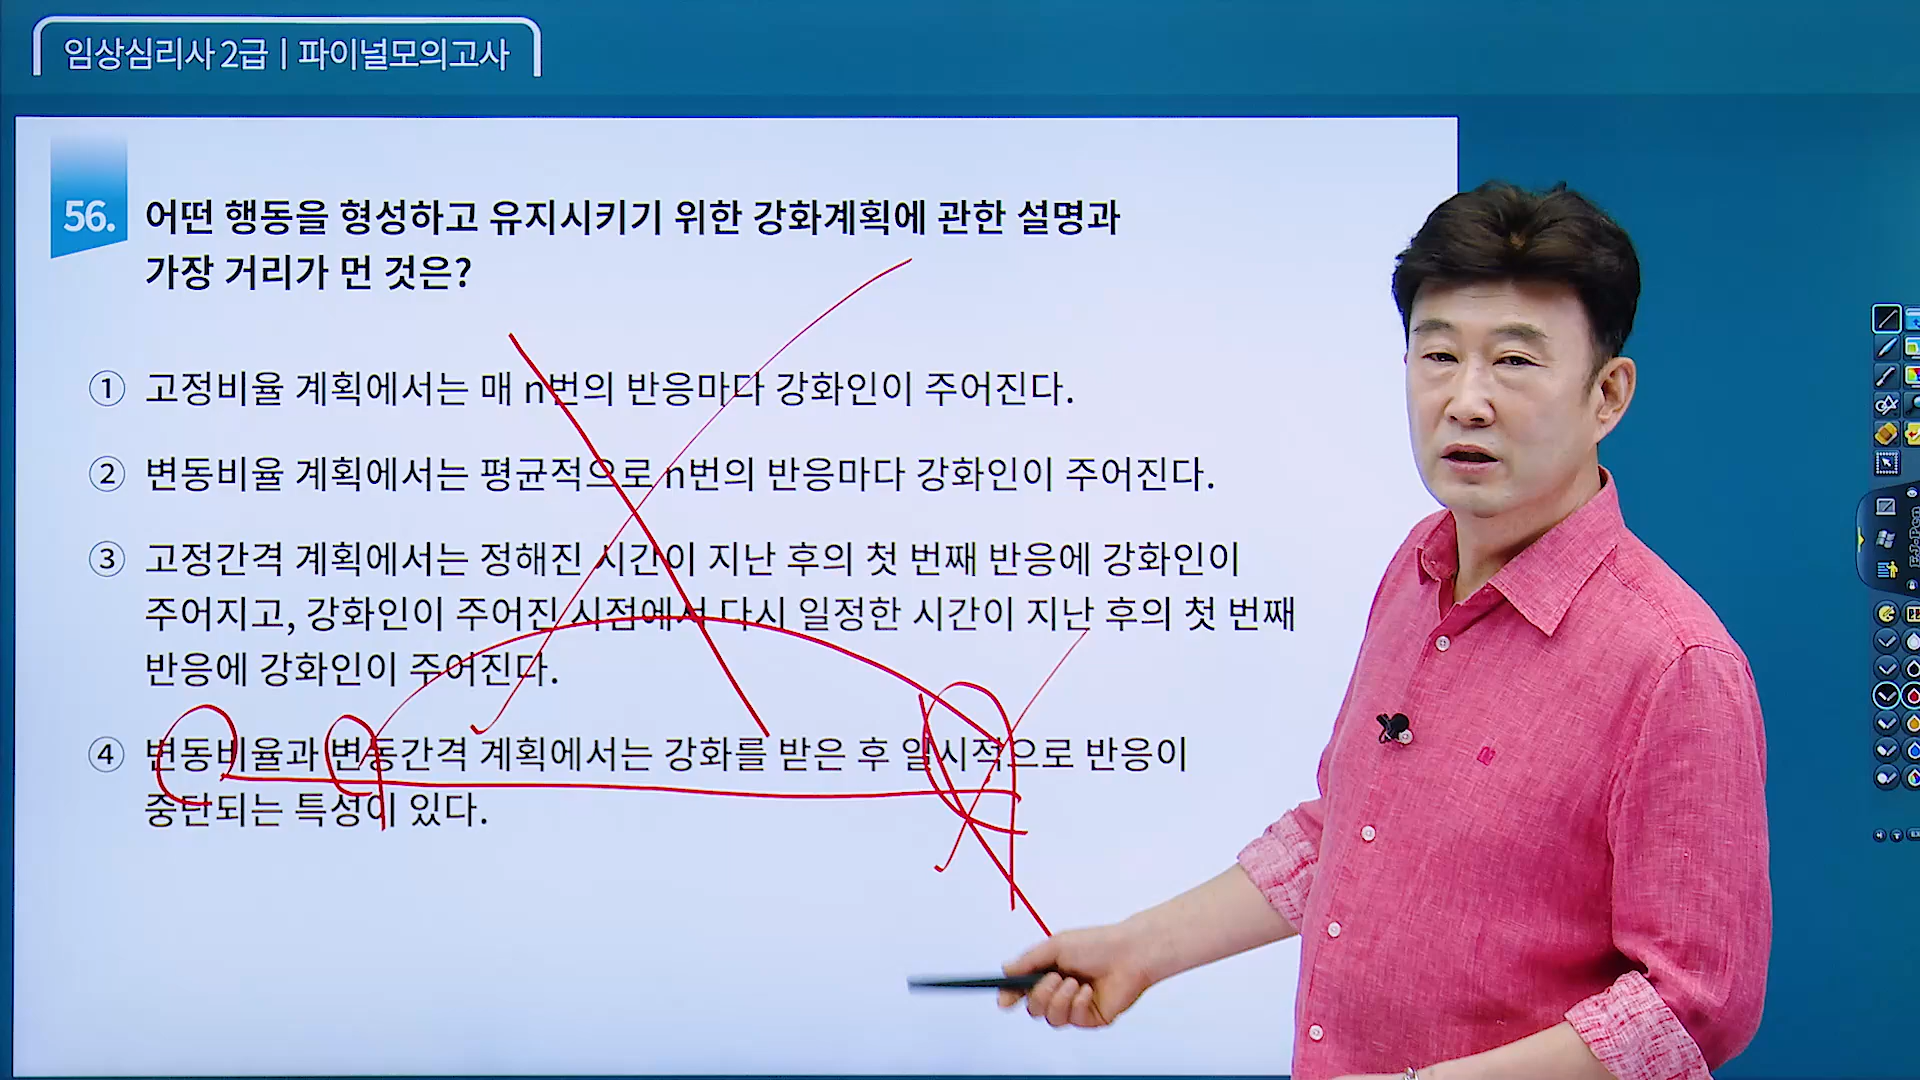 임상심리사 2급 | 파이널모의고사
56. 어떤 행동을 형성하고 유지시키기 위한 강화계획에 관한 설명과
가장 거리가 먼 것은?
① 고정비율 계획에서는 매 n번의 반응마다 강화인이 주어진다.
② 변동비율 계획에서는 평균적으로 n번의 반응마다 강화인이 주어진다.
③ 고정간격 계획에서는 정해진 시간이 지난 후의 첫 번째 반응에 강화인이
주어지고, 강화인이 주어진 시점에서 다시 일정한 시간이 지난 후의 첫 번째
반응에 강화인이 주어진다.
④ 변동비율과 변동간격 계획에서는 강화를 받은 후 일시적으로 반응이
중단되는 특성이 있다.